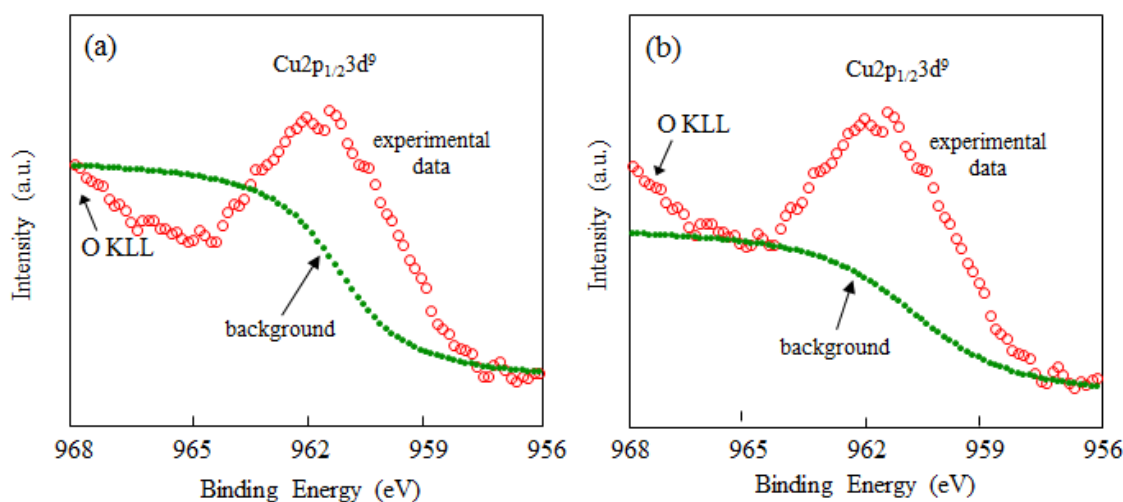 (a)
Cu2p1/23d⁹
experimental
data
O KLL
background
Intensity (a.u.)
968 965 962 959 956
Binding Energy (eV)
(b)
Cu2p1/23d⁹
O KLL
experimental
data
background
Intensity (a.u.)
968 965 962 959 956
Binding Energy (eV)